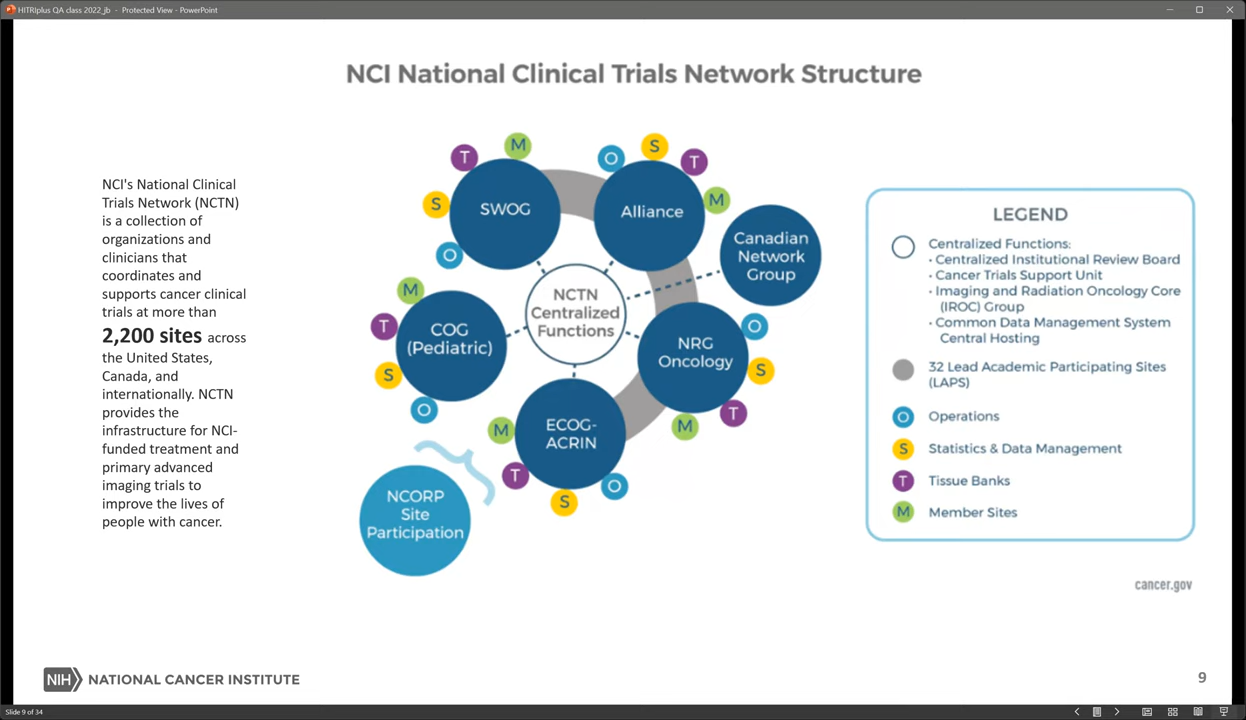 HITRIplus QA class 2022_jb - Protected View - PowerPoint
NCI National Clinical Trials Network Structure
NCI's National Clinical
Trials Network (NCTN)
is a collection of
organizations and
clinicians that
coordinates and
supports cancer clinical
trials at more than
2,200 sites across
the United States,
Canada, and
internationally. NCTN
provides the
infrastructure for NCI-
funded treatment and
primary advanced
imaging trials to
improve the lives of
people with cancer.
M
T
S
O
SWOG
O
S
T
M
Alliance
Canadian
Network
Group
NCTN
Centralized
Functions
M
T
S
O
COG
(Pediatric)
NRG
Oncology
O
S
T
M
ECOG-
ACRIN
M
T
S
O
NCORP
Site
Participation
LEGEND
Centralized Functions:
• Centralized Institutional Review Board
• Cancer Trials Support Unit
• Imaging and Radiation Oncology Core
(IROC) Group
• Common Data Management System
Central Hosting
32 Lead Academic Participating Sites
(LAPS)
O Operations
S Statistics & Data Management
T Tissue Banks
M Member Sites
cancer.gov
NIH NATIONAL CANCER INSTITUTE
9
Slide 9 of 34